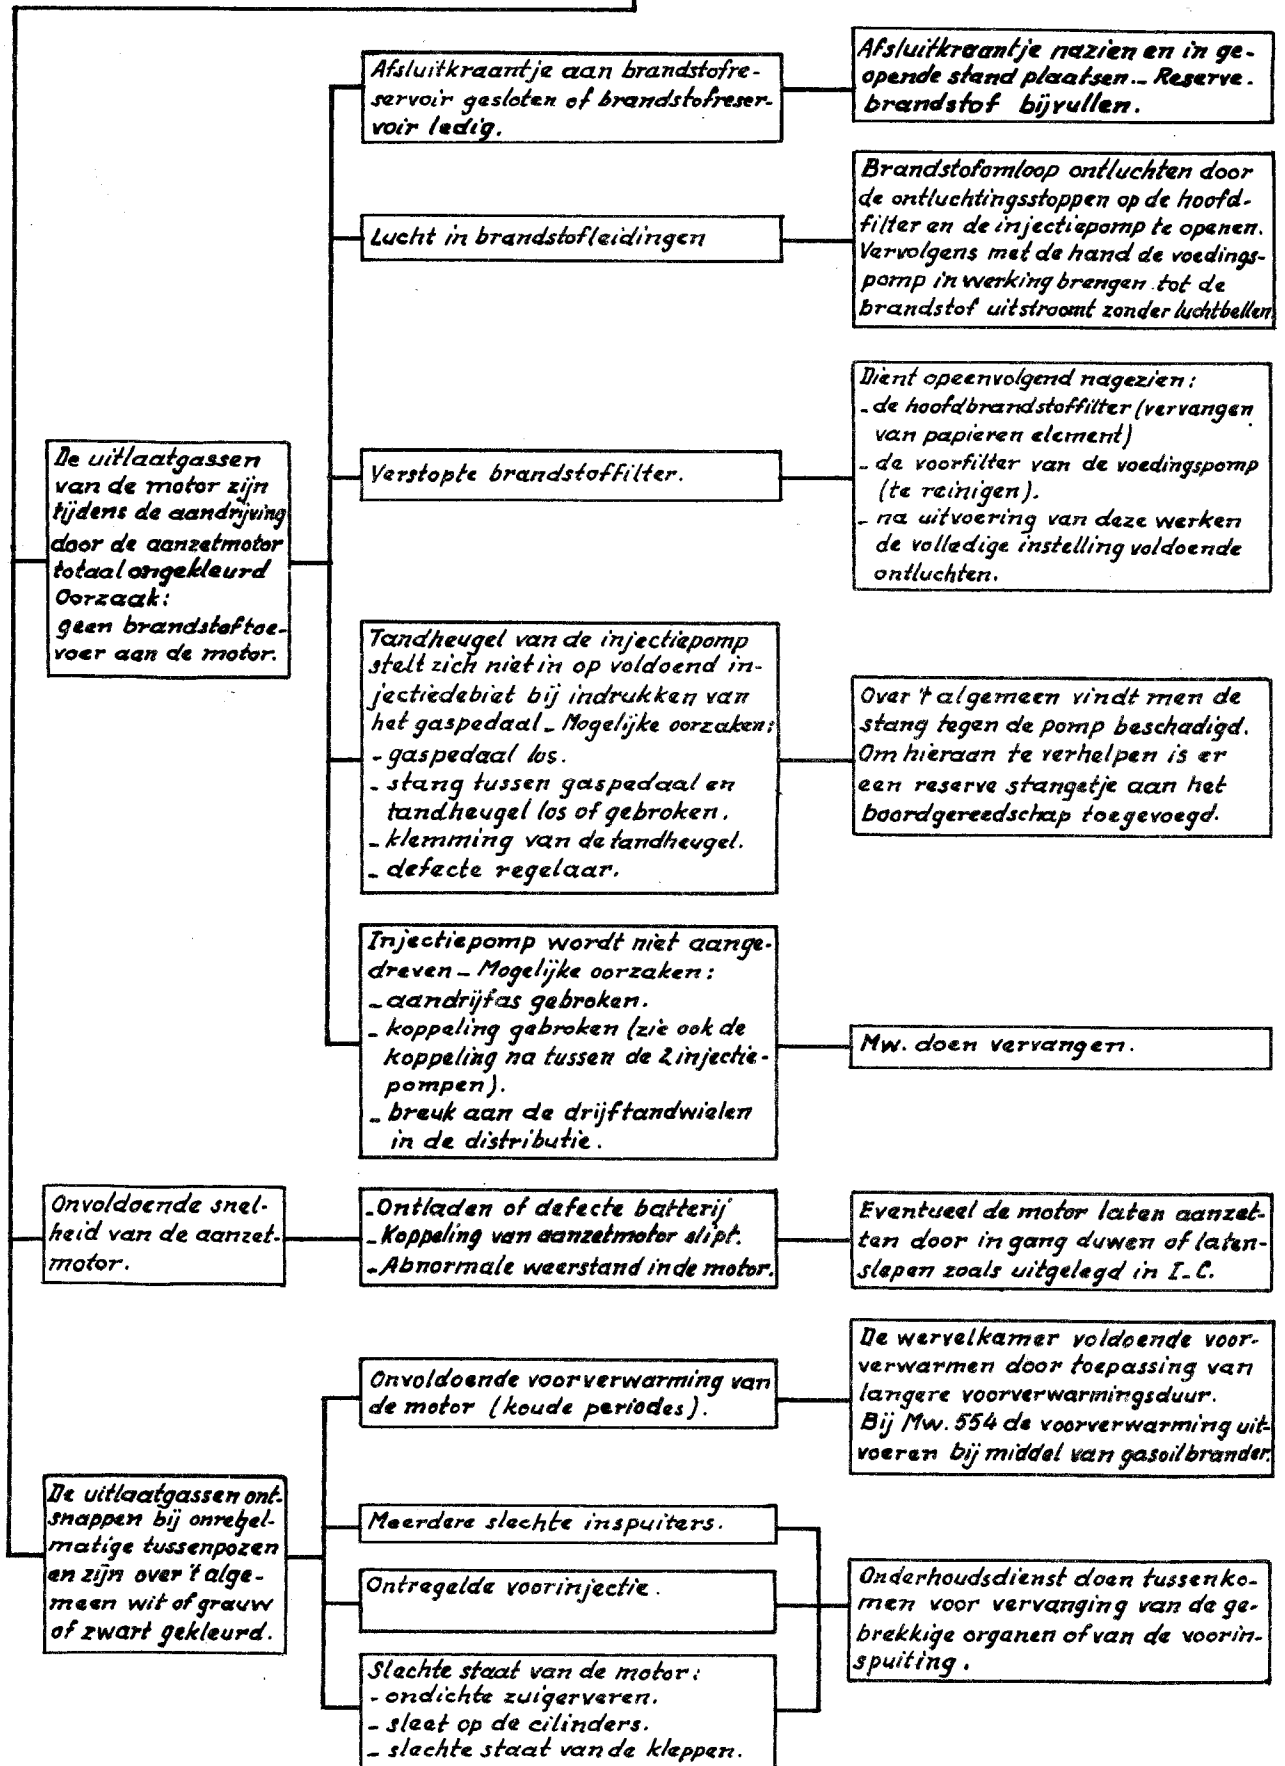 De uitlaatgassen
van de motor zijn
tijdens de aandrijving
door de aanzetmotor
totaal ongekleurd
Oorzaak:
geen brandstoftoe-
voer aan de motor.
Afsluitkraantje aan brandstofre-
servoir gesloten of brandstofreser-
voir ledig.
Afsluitkraantje nazien en in ge-
opende stand plaatsen._ Reserve-
brandstof bijvullen.
Lucht in brandstofleidingen
Brandstofomloop ontluchten door
de ontluchtingsstoppen op de hoofd-
filter en de injectiepomp te openen.
Vervolgens met de hand de voedings-
pomp in werking brengen tot de
brandstof uitstroomt zonder luchtbellen
Verstopte brandstoffilter.
Dient opeenvolgend nagezien:
- de hoofdbrandstoffilter (vervangen
van papieren element)
- de voorfilter van de voedingspomp
(te reinigen).
- na uitvoering van deze werken
de volledige instelling voldoende
ontluchten.
Tandheugel van de injectiepomp
stelt zich niet in op voldoend in-
jectiedebiet bij indrukken van
het gaspedaal_ Mogelijke oorzaken:
- gaspedaal los.
- stang tussen gaspedaal en
tandheugel los of gebroken.
- klemming van de tandheugel.
- defecte regelaar.
Over 't algemeen vindt men de
stang tegen de pomp beschadigd.
Om hieraan te verhelpen is er
een reserve stangetje aan het
boordgereedschap toegevoegd.
Injectiepomp wordt niet aange-
dreven - Mogelijke oorzaken:
- aandrijfas gebroken.
- koppeling gebroken (zie ook de
koppeling na tussen de 2 injectie-
pompen).
- breuk aan de drijftandwielen
in de distributie.
Mw. doen vervangen.
Onvoldoende snel-
heid van de aanzet-
motor.
- Ontladen of defecte batterij
- Koppeling van aanzetmotor slipt.
- Abnormale weerstand in de motor.
Eventueel de motor laten aanzet-
ten door in gang duwen of laten-
slepen zoals uitgelegd in I-C.
De uitlaatgassen ont-
snappen bij onregel-
matige tussenpozen
en zijn over 't alge-
meen wit of grauw
of zwart gekleurd.
Onvoldoende voorverwarming van
de motor (koude periodes).
De wervelkamer voldoende voor-
verwarmen door toepassing van
langere voorverwarmingsduur.
Bij Mw. 554 de voorverwarming uit-
voeren bij middel van gasoilbrander.
Meerdere slechte inspuiters.
Ontregelde voorinjectie.
Slechte staat van de motor:
- ondichte zuigerveren.
- sleet op de cilinders.
- slechte staat van de kleppen.
Onderhoudsdienst doen tussenko-
men voor vervanging van de ge-
brekkige organen of van de voorin-
spuiting.